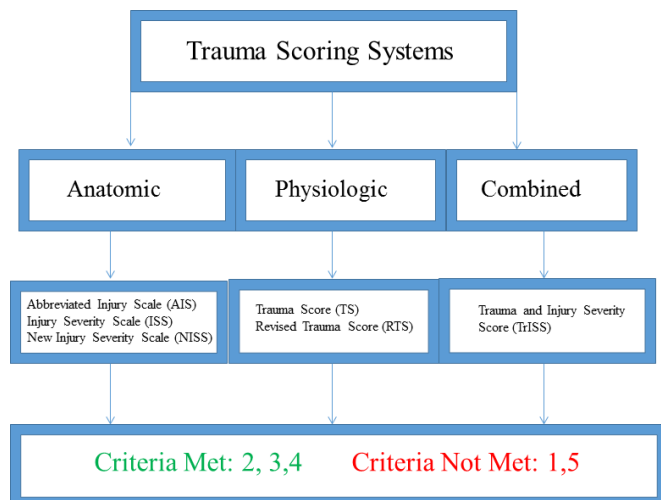 Trauma Scoring Systems
Anatomic
Physiologic
Combined
Abbreviated Injury Scale (AIS)
Injury Severity Scale (ISS)
New Injury Severity Scale (NISS)
Trauma Score (TS)
Revised Trauma Score (RTS)
Trauma and Injury Severity
Score (TrISS)
Criteria Met: 2, 3,4 Criteria Not Met: 1,5